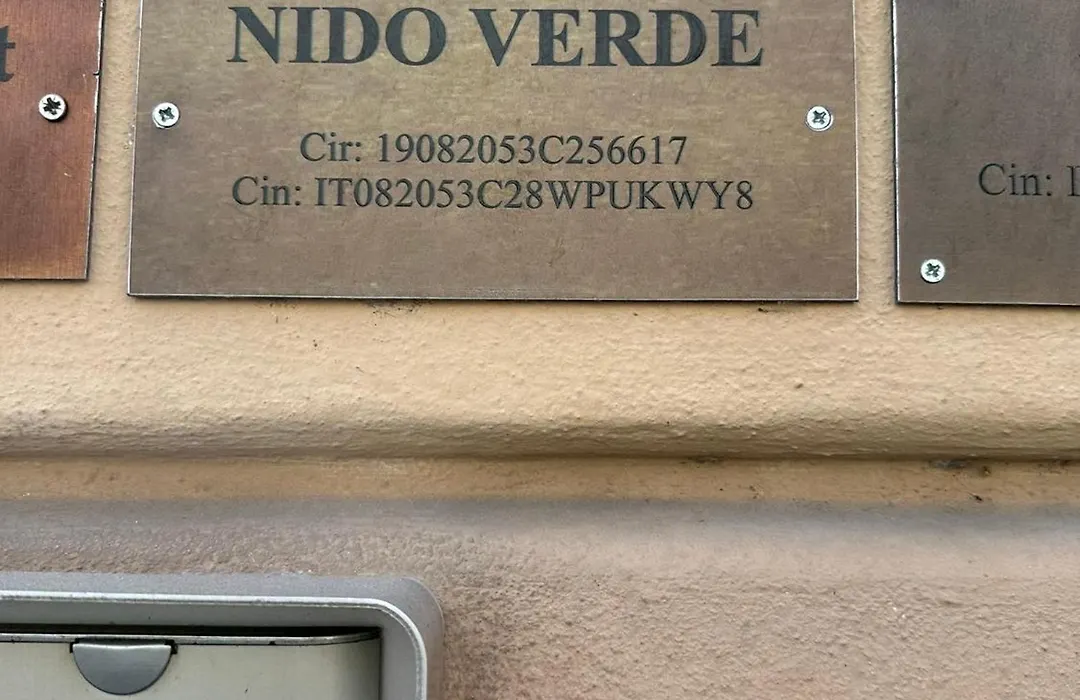 NIDO VERDE
Cir: 19082053C256617
Cin: IT082053C28WPUKWY8
Cin: